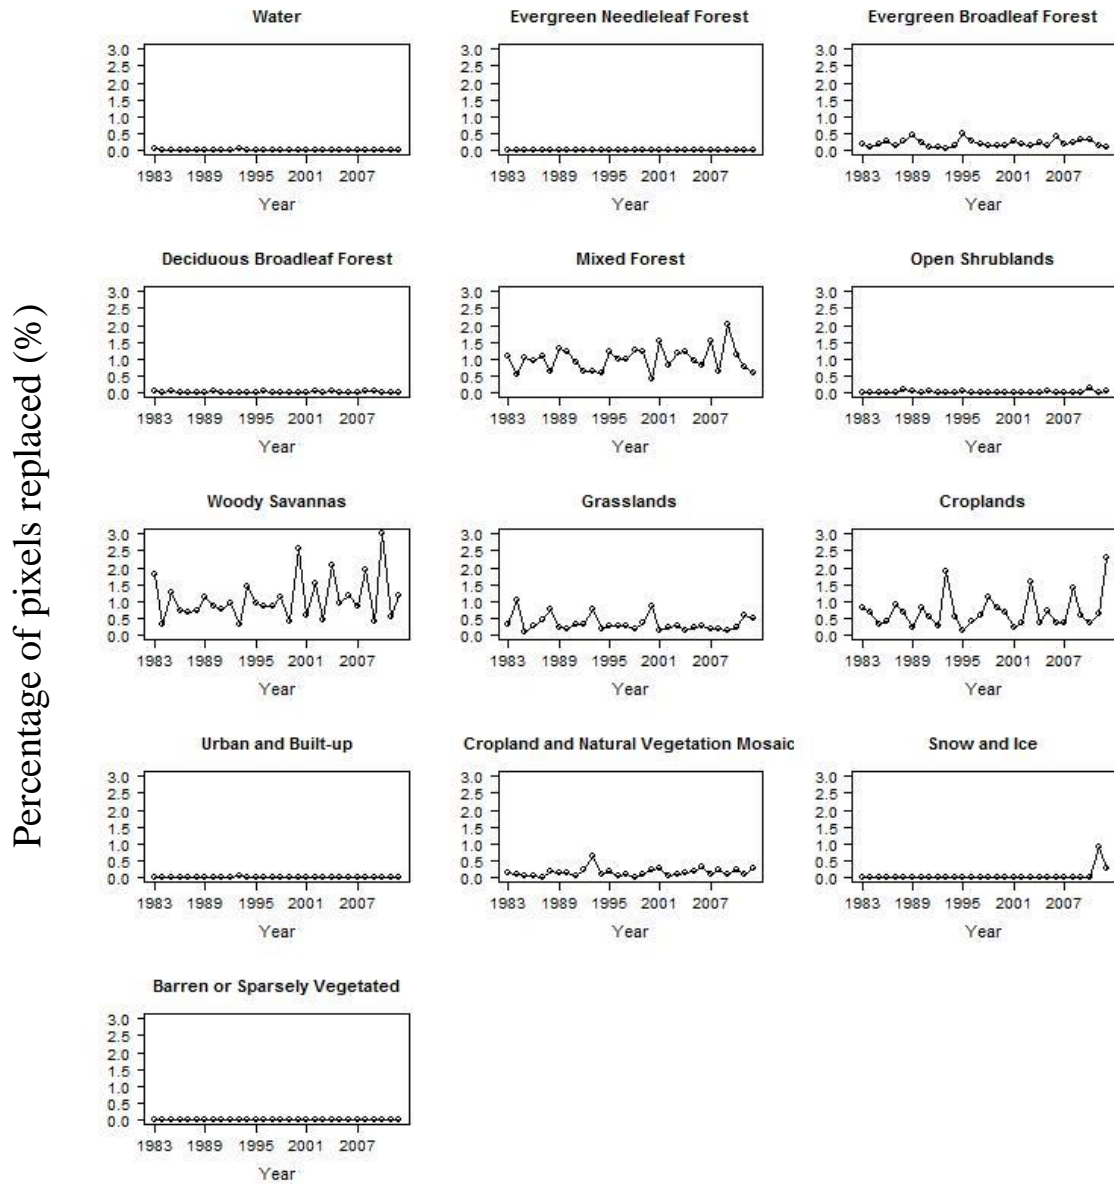 Percentage of pixels replaced (%)
Water
3.0
2.5
2.0
1.5
1.0
0.5
0.0
1983 1989 1995 2001 2007
Year
Evergreen Needleleaf Forest
3.0
2.5
2.0
1.5
1.0
0.5
0.0
1983 1989 1995 2001 2007
Year
Evergreen Broadleaf Forest
3.0
2.5
2.0
1.5
1.0
0.5
0.0
1983 1989 1995 2001 2007
Year
Deciduous Broadleaf Forest
3.0
2.5
2.0
1.5
1.0
0.5
0.0
1983 1989 1995 2001 2007
Year
Mixed Forest
3.0
2.5
2.0
1.5
1.0
0.5
0.0
1983 1989 1995 2001 2007
Year
Open Shrublands
3.0
2.5
2.0
1.5
1.0
0.5
0.0
1983 1989 1995 2001 2007
Year
Woody Savannas
3.0
2.5
2.0
1.5
1.0
0.5
0.0
1983 1989 1995 2001 2007
Year
Grasslands
3.0
2.5
2.0
1.5
1.0
0.5
0.0
1983 1989 1995 2001 2007
Year
Croplands
3.0
2.5
2.0
1.5
1.0
0.5
0.0
1983 1989 1995 2001 2007
Year
Urban and Built-up
3.0
2.5
2.0
1.5
1.0
0.5
0.0
1983 1989 1995 2001 2007
Year
Cropland and Natural Vegetation Mosaic
3.0
2.5
2.0
1.5
1.0
0.5
0.0
1983 1989 1995 2001 2007
Year
Snow and Ice
3.0
2.5
2.0
1.5
1.0
0.5
0.0
1983 1989 1995 2001 2007
Year
Barren or Sparsely Vegetated
3.0
2.5
2.0
1.5
1.0
0.5
0.0
1983 1989 1995 2001 2007
Year